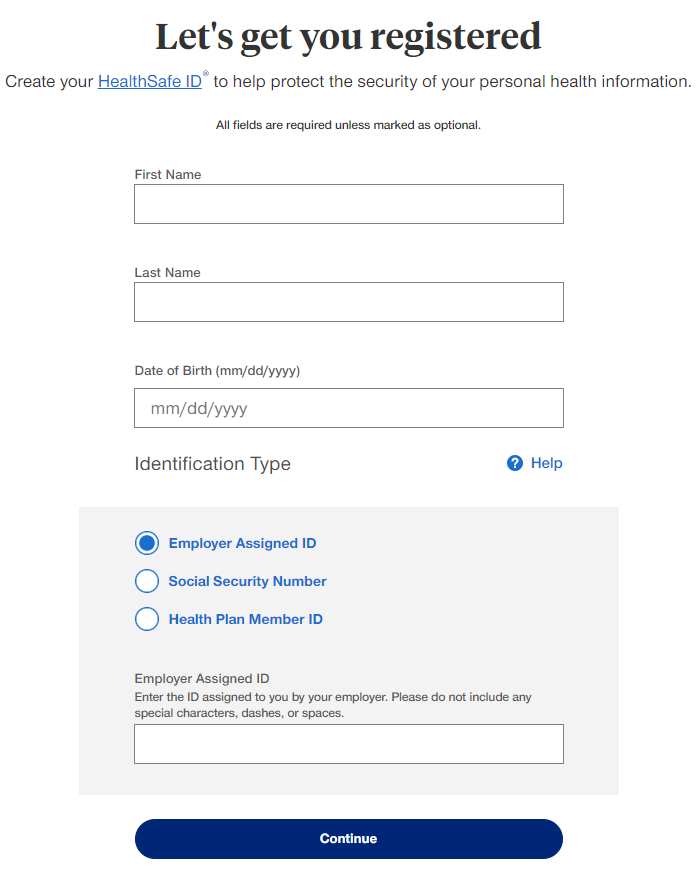 Let's get you registered
Create your HealthSafe ID® to help protect the security of your personal health information.
All fields are required unless marked as optional.
First Name
Last Name
Date of Birth (mm/dd/yyyy)
mm/dd/yyyy
Identification Type
? Help
Employer Assigned ID
Social Security Number
Health Plan Member ID
Employer Assigned ID
Enter the ID assigned to you by your employer. Please do not include any
special characters, dashes, or spaces.
Continue